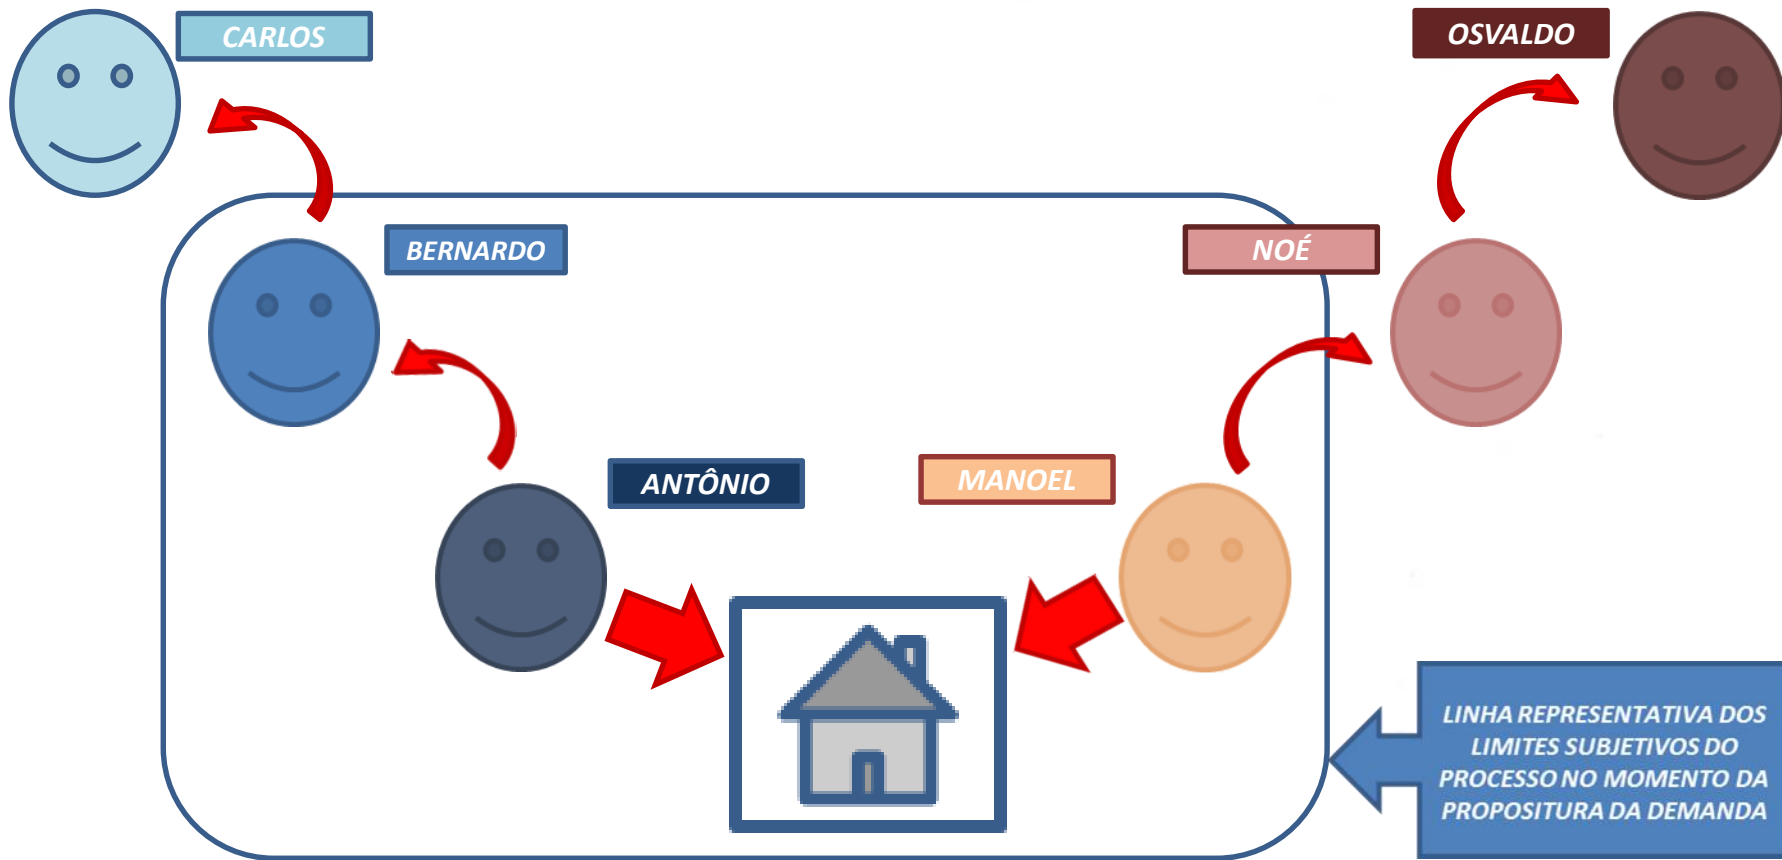 CARLOS
OSVALDO
BERNARDO
NOÉ
ANTÔNIO
MANOEL
LINHA REPRESENTATIVA DOS
LIMITES SUBJETIVOS DO
PROCESSO NO MOMENTO DA
PROPOSITURA DA DEMANDA